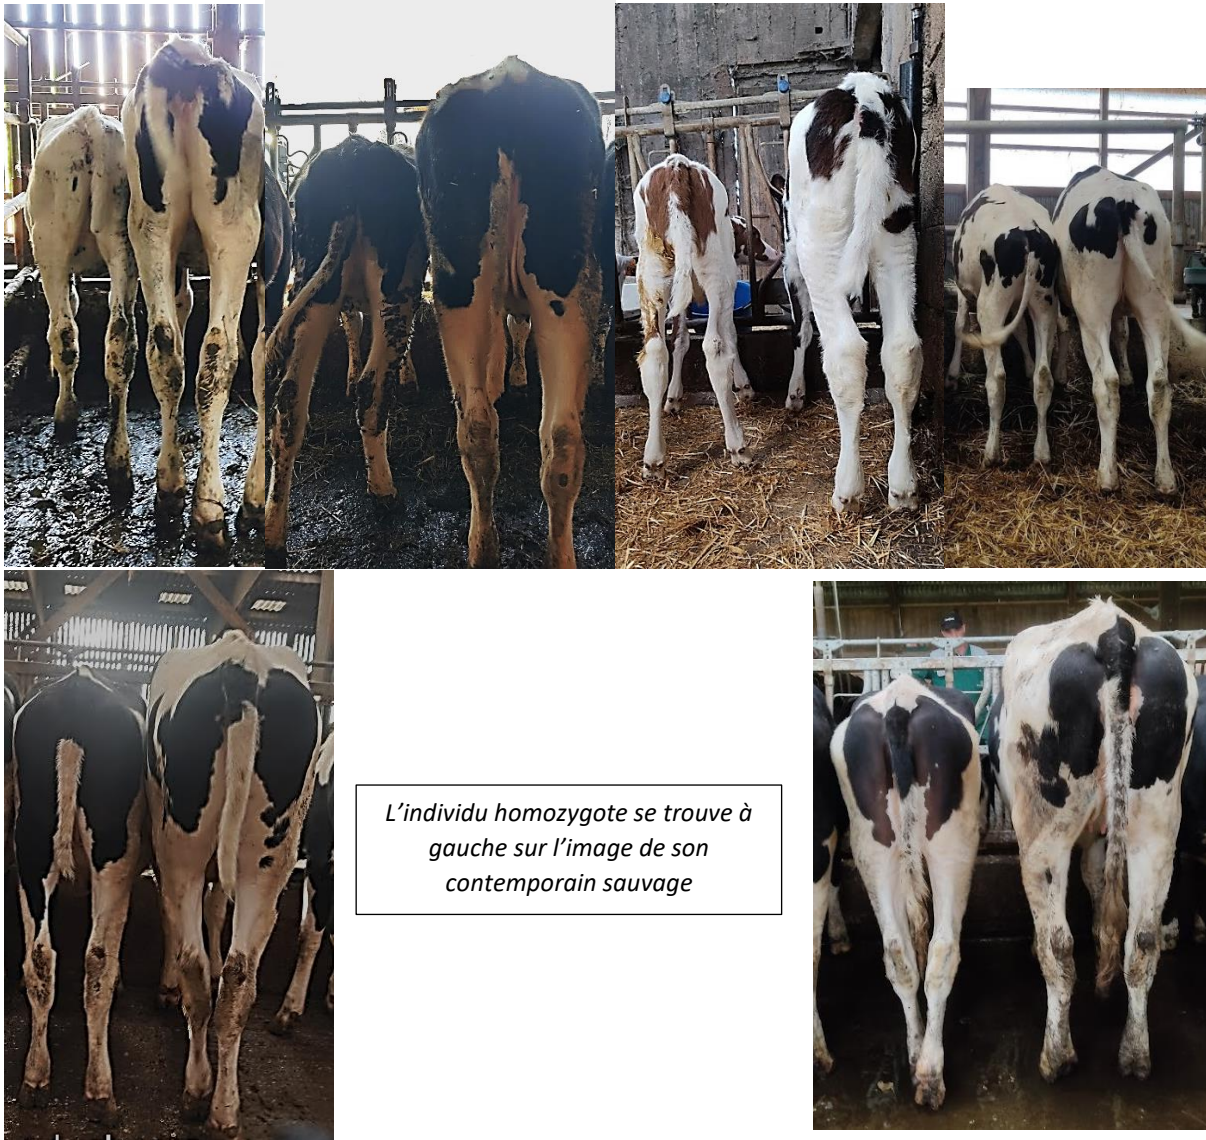 L’individu homozygote se trouve à
gauche sur l’image de son
contemporain sauvage